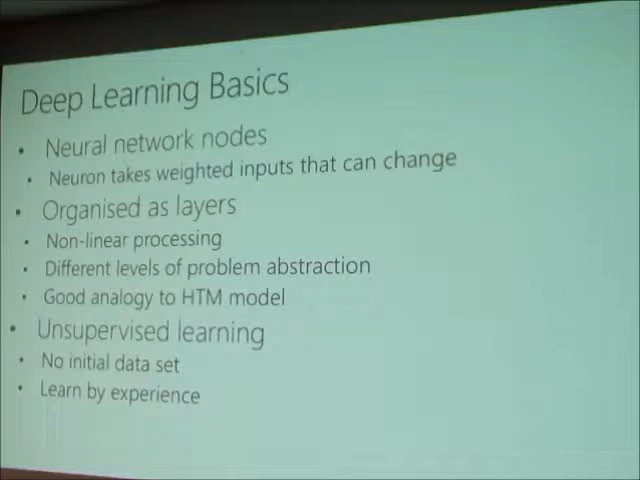 Deep Learning Basics
• Neural network nodes
• Neuron takes weighted inputs that can change
• Organised as layers
• Non-linear processing
• Different levels of problem abstraction
• Good analogy to HTM model
• Unsupervised learning
• No initial data set
• Learn by experience